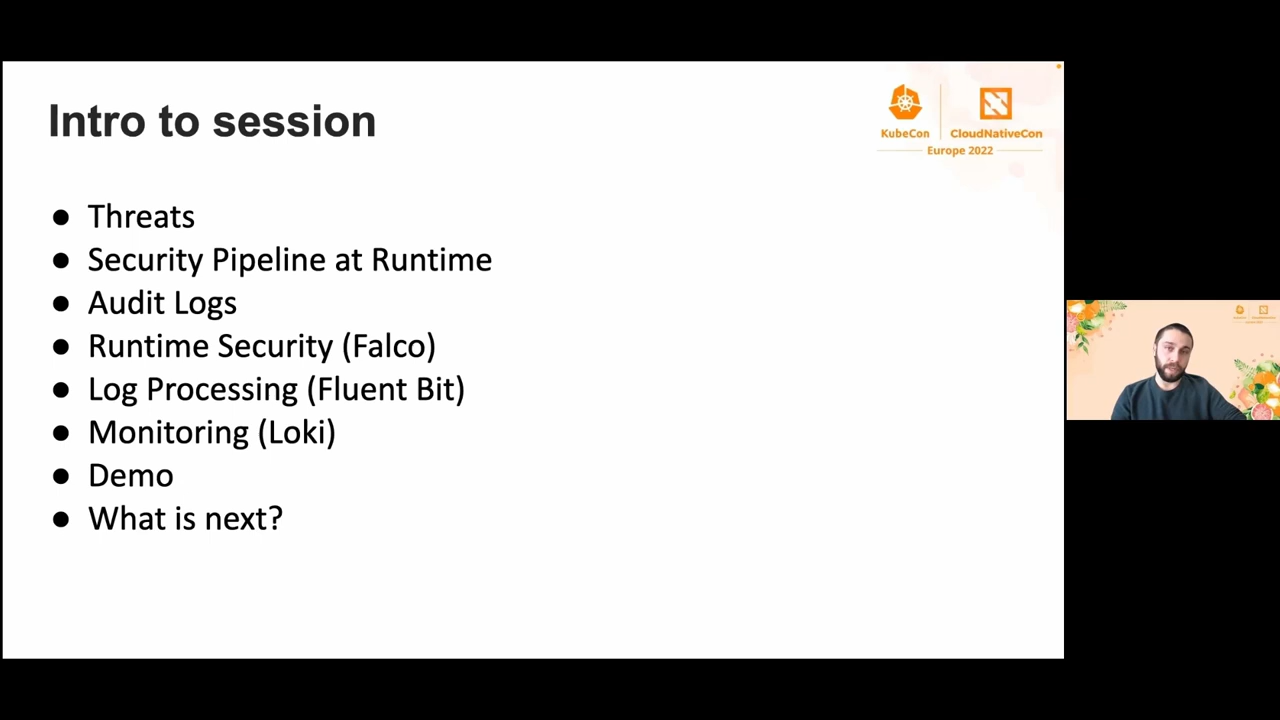 Intro to session
KubeCon
CloudNativeCon
Europe 2022
● Threats
● Security Pipeline at Runtime
● Audit Logs
● Runtime Security (Falco)
● Log Processing (Fluent Bit)
● Monitoring (Loki)
● Demo
● What is next?